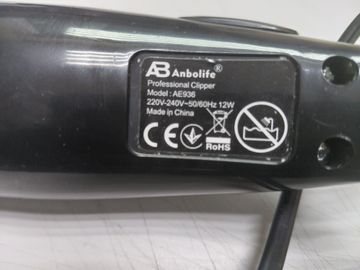 AB Anbolife®
Professional Clipper
Model : AE936
220V-240V~50/60Hz 12W
Made in China
CE
RoHS